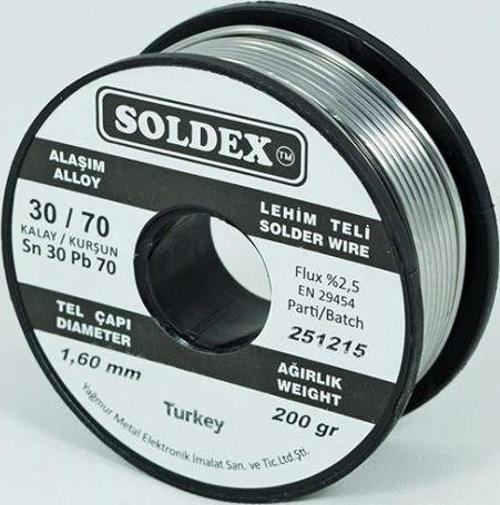 SOLDEX TM
ALAŞIM
ALLOY
30 / 70
KALAY / KURŞUN
Sn 30 Pb 70
TEL ÇAPI
DIAMETER
1,60 mm
LEHİM TELİ
SOLDER WIRE
Flux %2,5
EN 29454
Parti/Batch
251215
AĞIRLIK
WEIGHT
200 gr
Turkey
Yağmur Metal Elektronik İmalat San. ve Tic.Ltd.Şti.